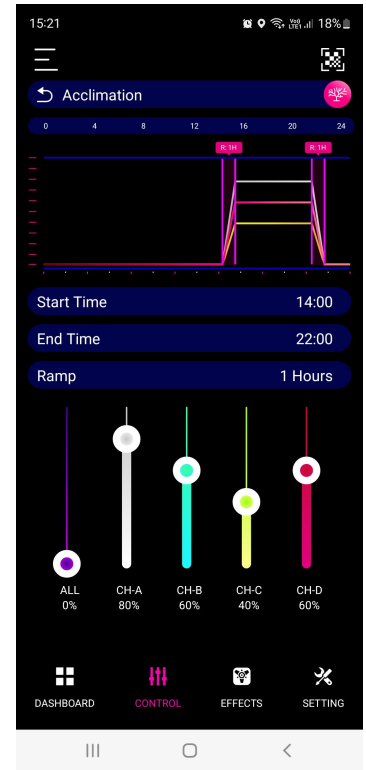 15:21 18%
Acclimation
0 4 8 12 16 20 24
R: 1H R: 1H
Start Time 14:00
End Time 22:00
Ramp 1 Hours
ALL CH-A CH-B CH-C CH-D
0% 80% 60% 40% 60%
DASHBOARD CONTROL EFFECTS SETTING